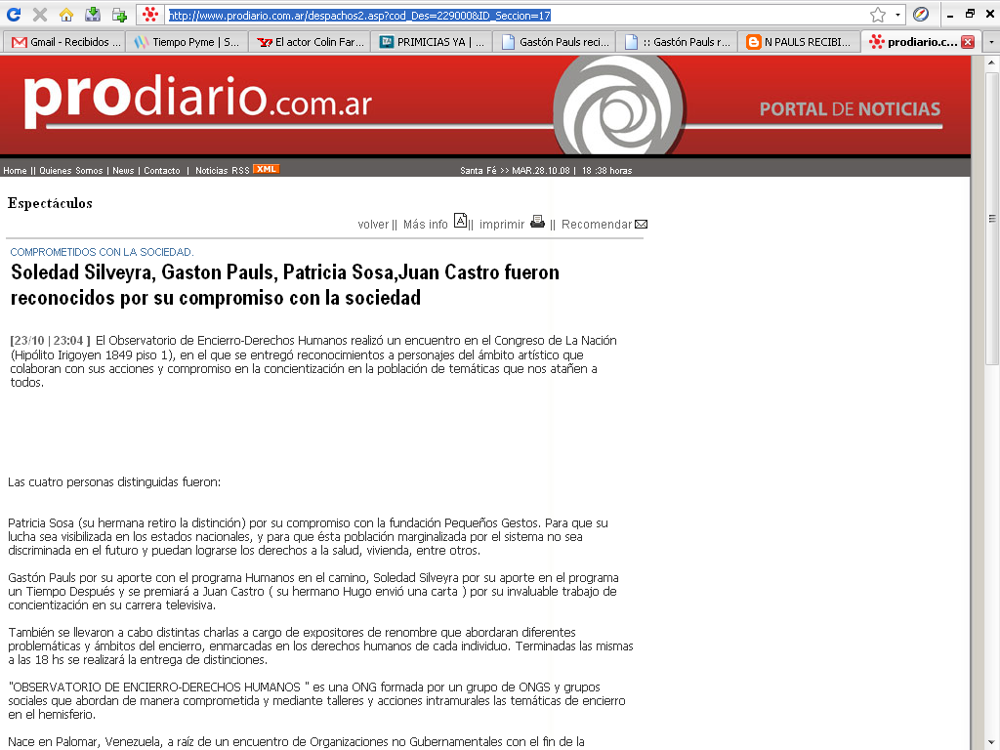 http://www.prodiario.com.ar/despachos2.asp?cod_Des=22900&ID_Seccion=17
Gmail - Recibidos ...
Tiempo Pyme | S...
El actor Colin Far...
PRIMICIAS YA | ...
Gastón Pauls reci...
:: Gastón Pauls r...
N PAULS RECIBI...
prodiario.c...
prodiario.com.ar
PORTAL DE NOTICIAS
Home || Quienes Somos | News | Contacto | Noticias RSS XML Santa Fé >> MAR.28.10.08 | 18 :38 horas
Espectáculos
volver || Más info A || imprimir || Recomendar
COMPROMETIDOS CON LA SOCIEDAD.
Soledad Silveyra, Gaston Pauls, Patricia Sosa,Juan Castro fueron
reconocidos por su compromiso con la sociedad
[23/10 | 23:04 ] El Observatorio de Encierro-Derechos Humanos realizó un encuentro en el Congreso de La Nación
(Hipólito Irigoyen 1849 piso 1), en el que se entregó reconocimientos a personajes del ámbito artístico que
colaboran con sus acciones y compromiso en la concientización en la población de temáticas que nos atañen a
todos.
Las cuatro personas distinguidas fueron:
Patricia Sosa (su hermana retiro la distinción) por su compromiso con la fundación Pequeños Gestos. Para que su
lucha sea visibilizada en los estados nacionales, y para que ésta población marginalizada por el sistema no sea
discriminada en el futuro y puedan lograrse los derechos a la salud, vivienda, entre otros.
Gastón Pauls por su aporte con el programa Humanos en el camino, Soledad Silveyra por su aporte en el programa
un Tiempo Después y se premiará a Juan Castro ( su hermano Hugo envió una carta ) por su invaluable trabajo de
concientización en su carrera televisiva.
También se llevaron a cabo distintas charlas a cargo de expositores de renombre que abordaran diferentes
problemáticas y ámbitos del encierro, enmarcadas en los derechos humanos de cada individuo. Terminadas las mismas
a las 18 hs se realizará la entrega de distinciones.
"OBSERVATORIO DE ENCIERRO-DERECHOS HUMANOS " es una ONG formada por un grupo de ONGS y grupos
sociales que abordan de manera comprometida y mediante talleres y acciones intramurales las temáticas de encierro
en el hemisferio.
Nace en Palomar, Venezuela, a raíz de un encuentro de Organizaciones no Gubernamentales con el fin de la